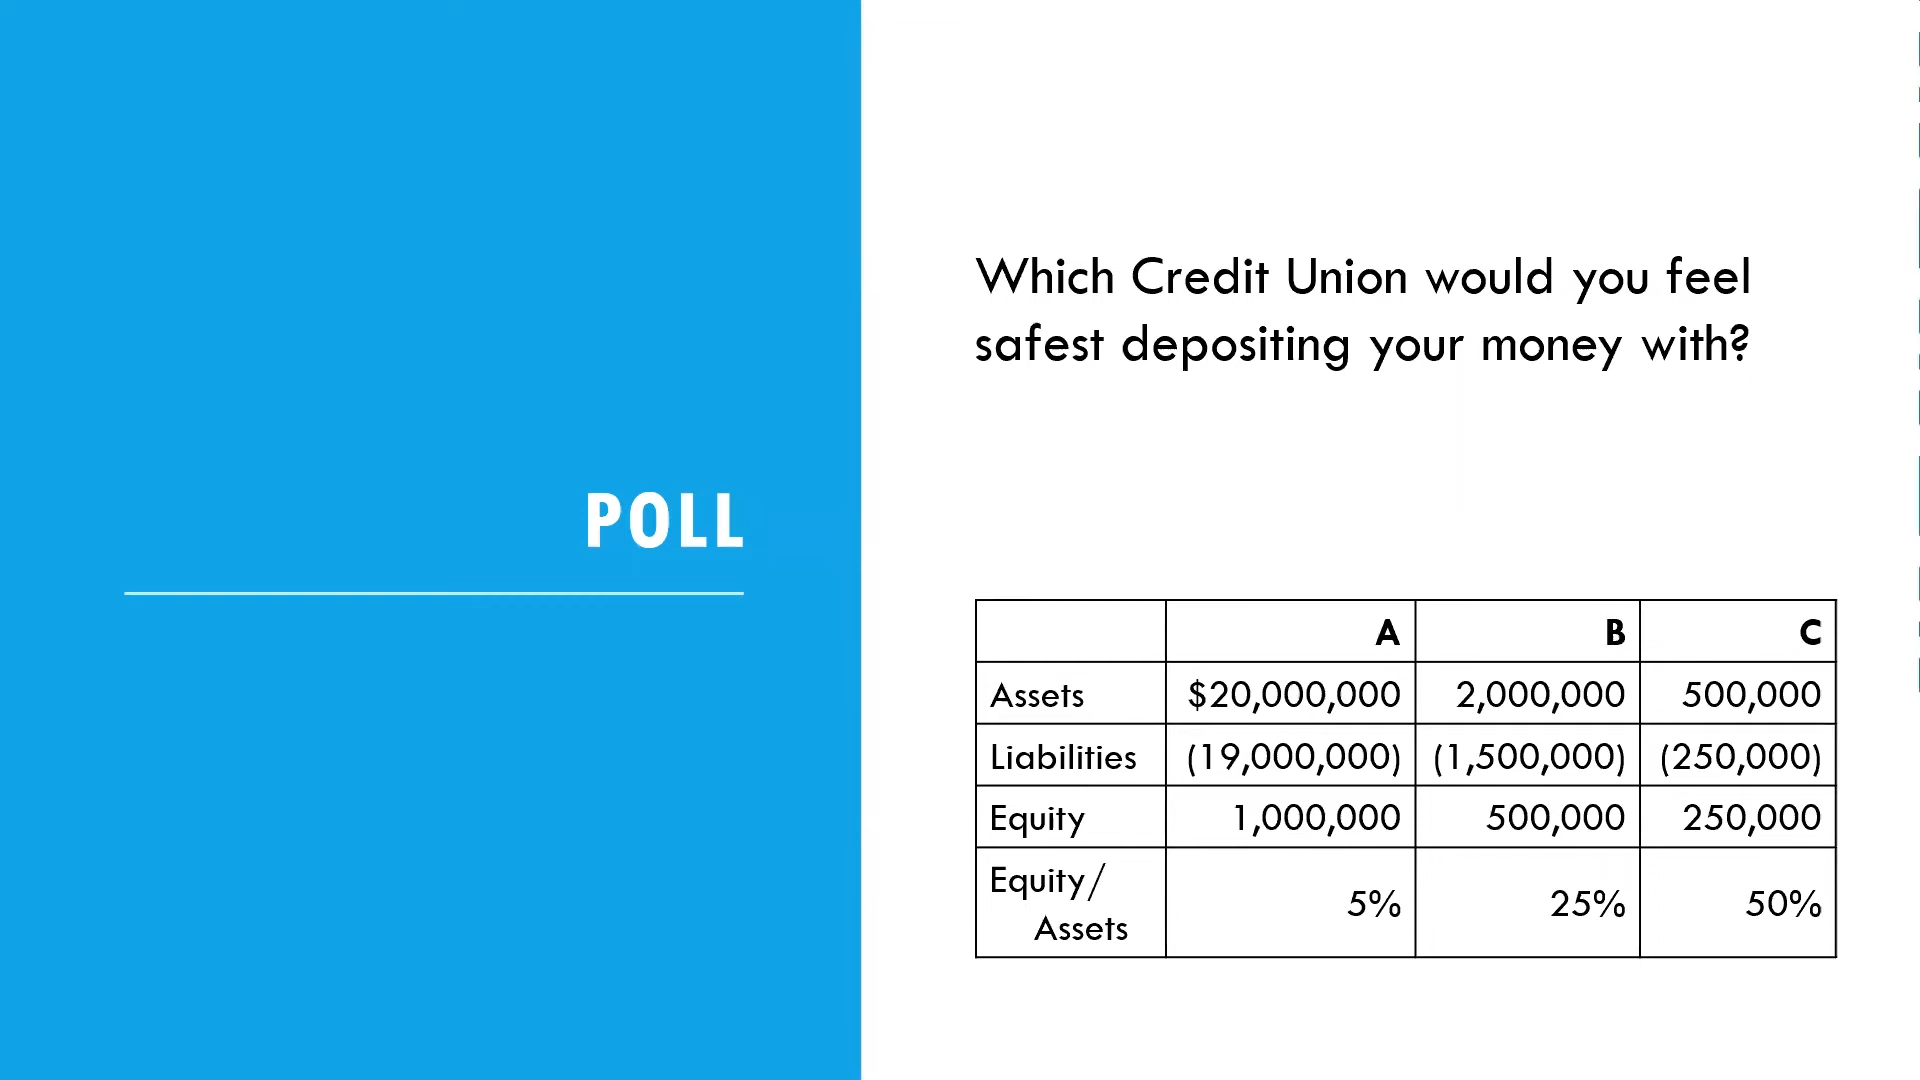 POLL
Which Credit Union would you feel
safest depositing your money with?
A B C
Assets $20,000,000 2,000,000 500,000
Liabilities (19,000,000) (1,500,000) (250,000)
Equity 1,000,000 500,000 250,000
Equity/
Assets 5% 25% 50%